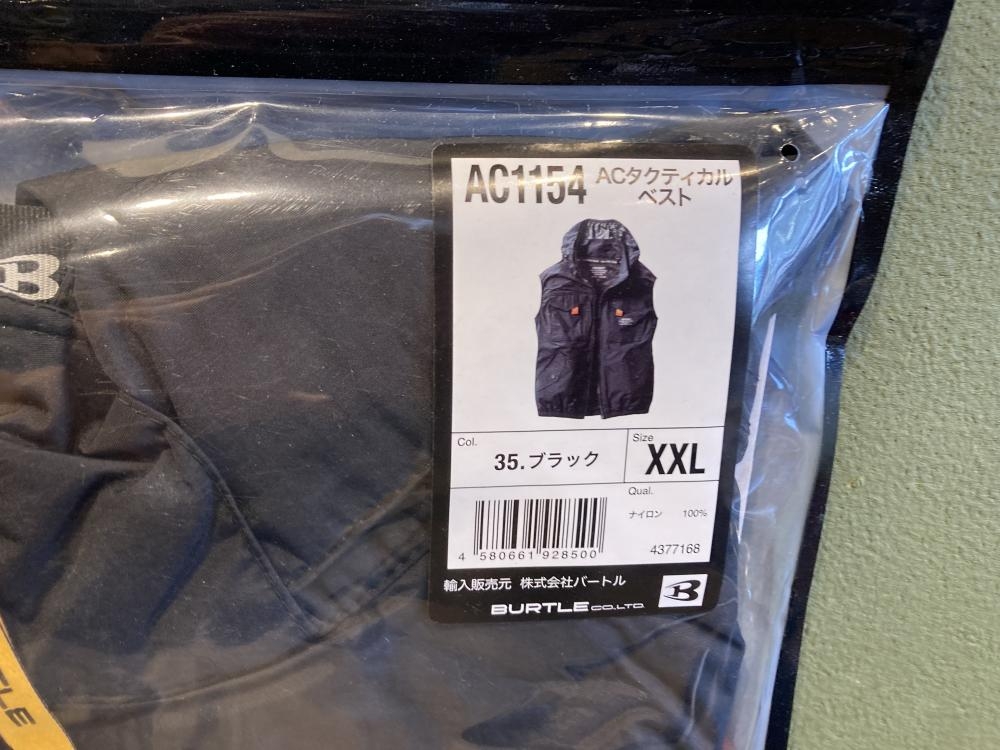 AC1154 ACタクティカル
ベスト
Col.
35.ブラック
Size
XXL
Qual.
ナイロン 100%
4 580661 928500
4377168
輸入販売元 株式会社バートル
BURTLE CO.LTD.
B
B
TLE